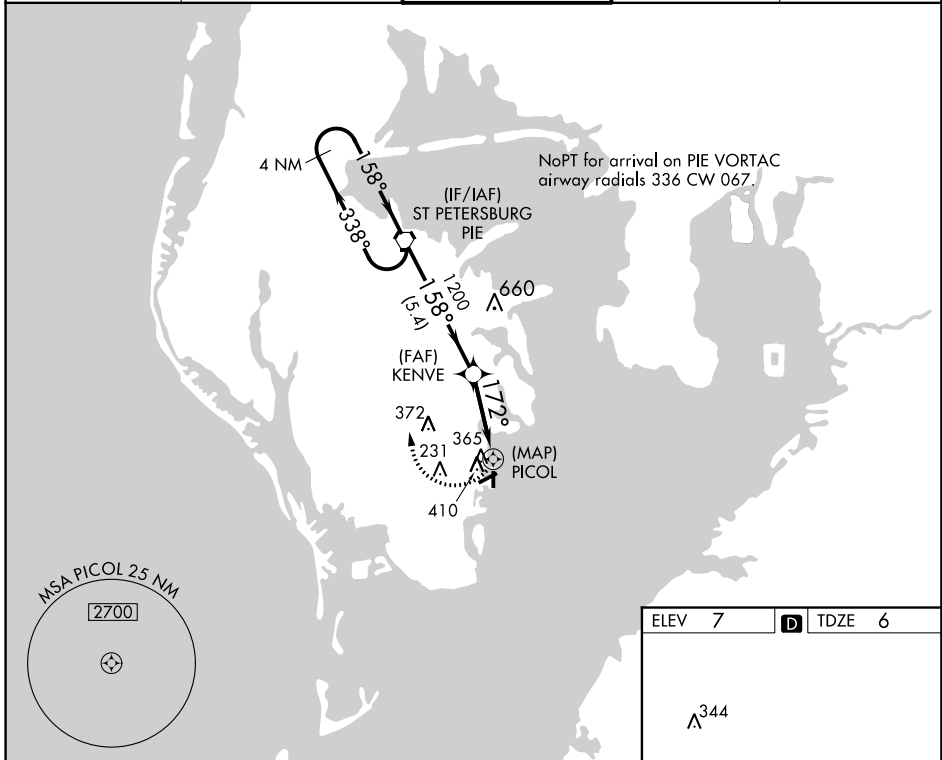 NoPT for arrival on PIE VORTAC
airway radials 336 CW 067.
4 NM
158°
338°
(IF/IAF)
ST PETERSBURG
PIE
1200
158°
(5.4)
660
(FAF)
KENVE
172°
372
231
365
(MAP)
PICOL
410
MSA PICOL 25 NM
2700
ELEV 7
D
TDZE 6
344